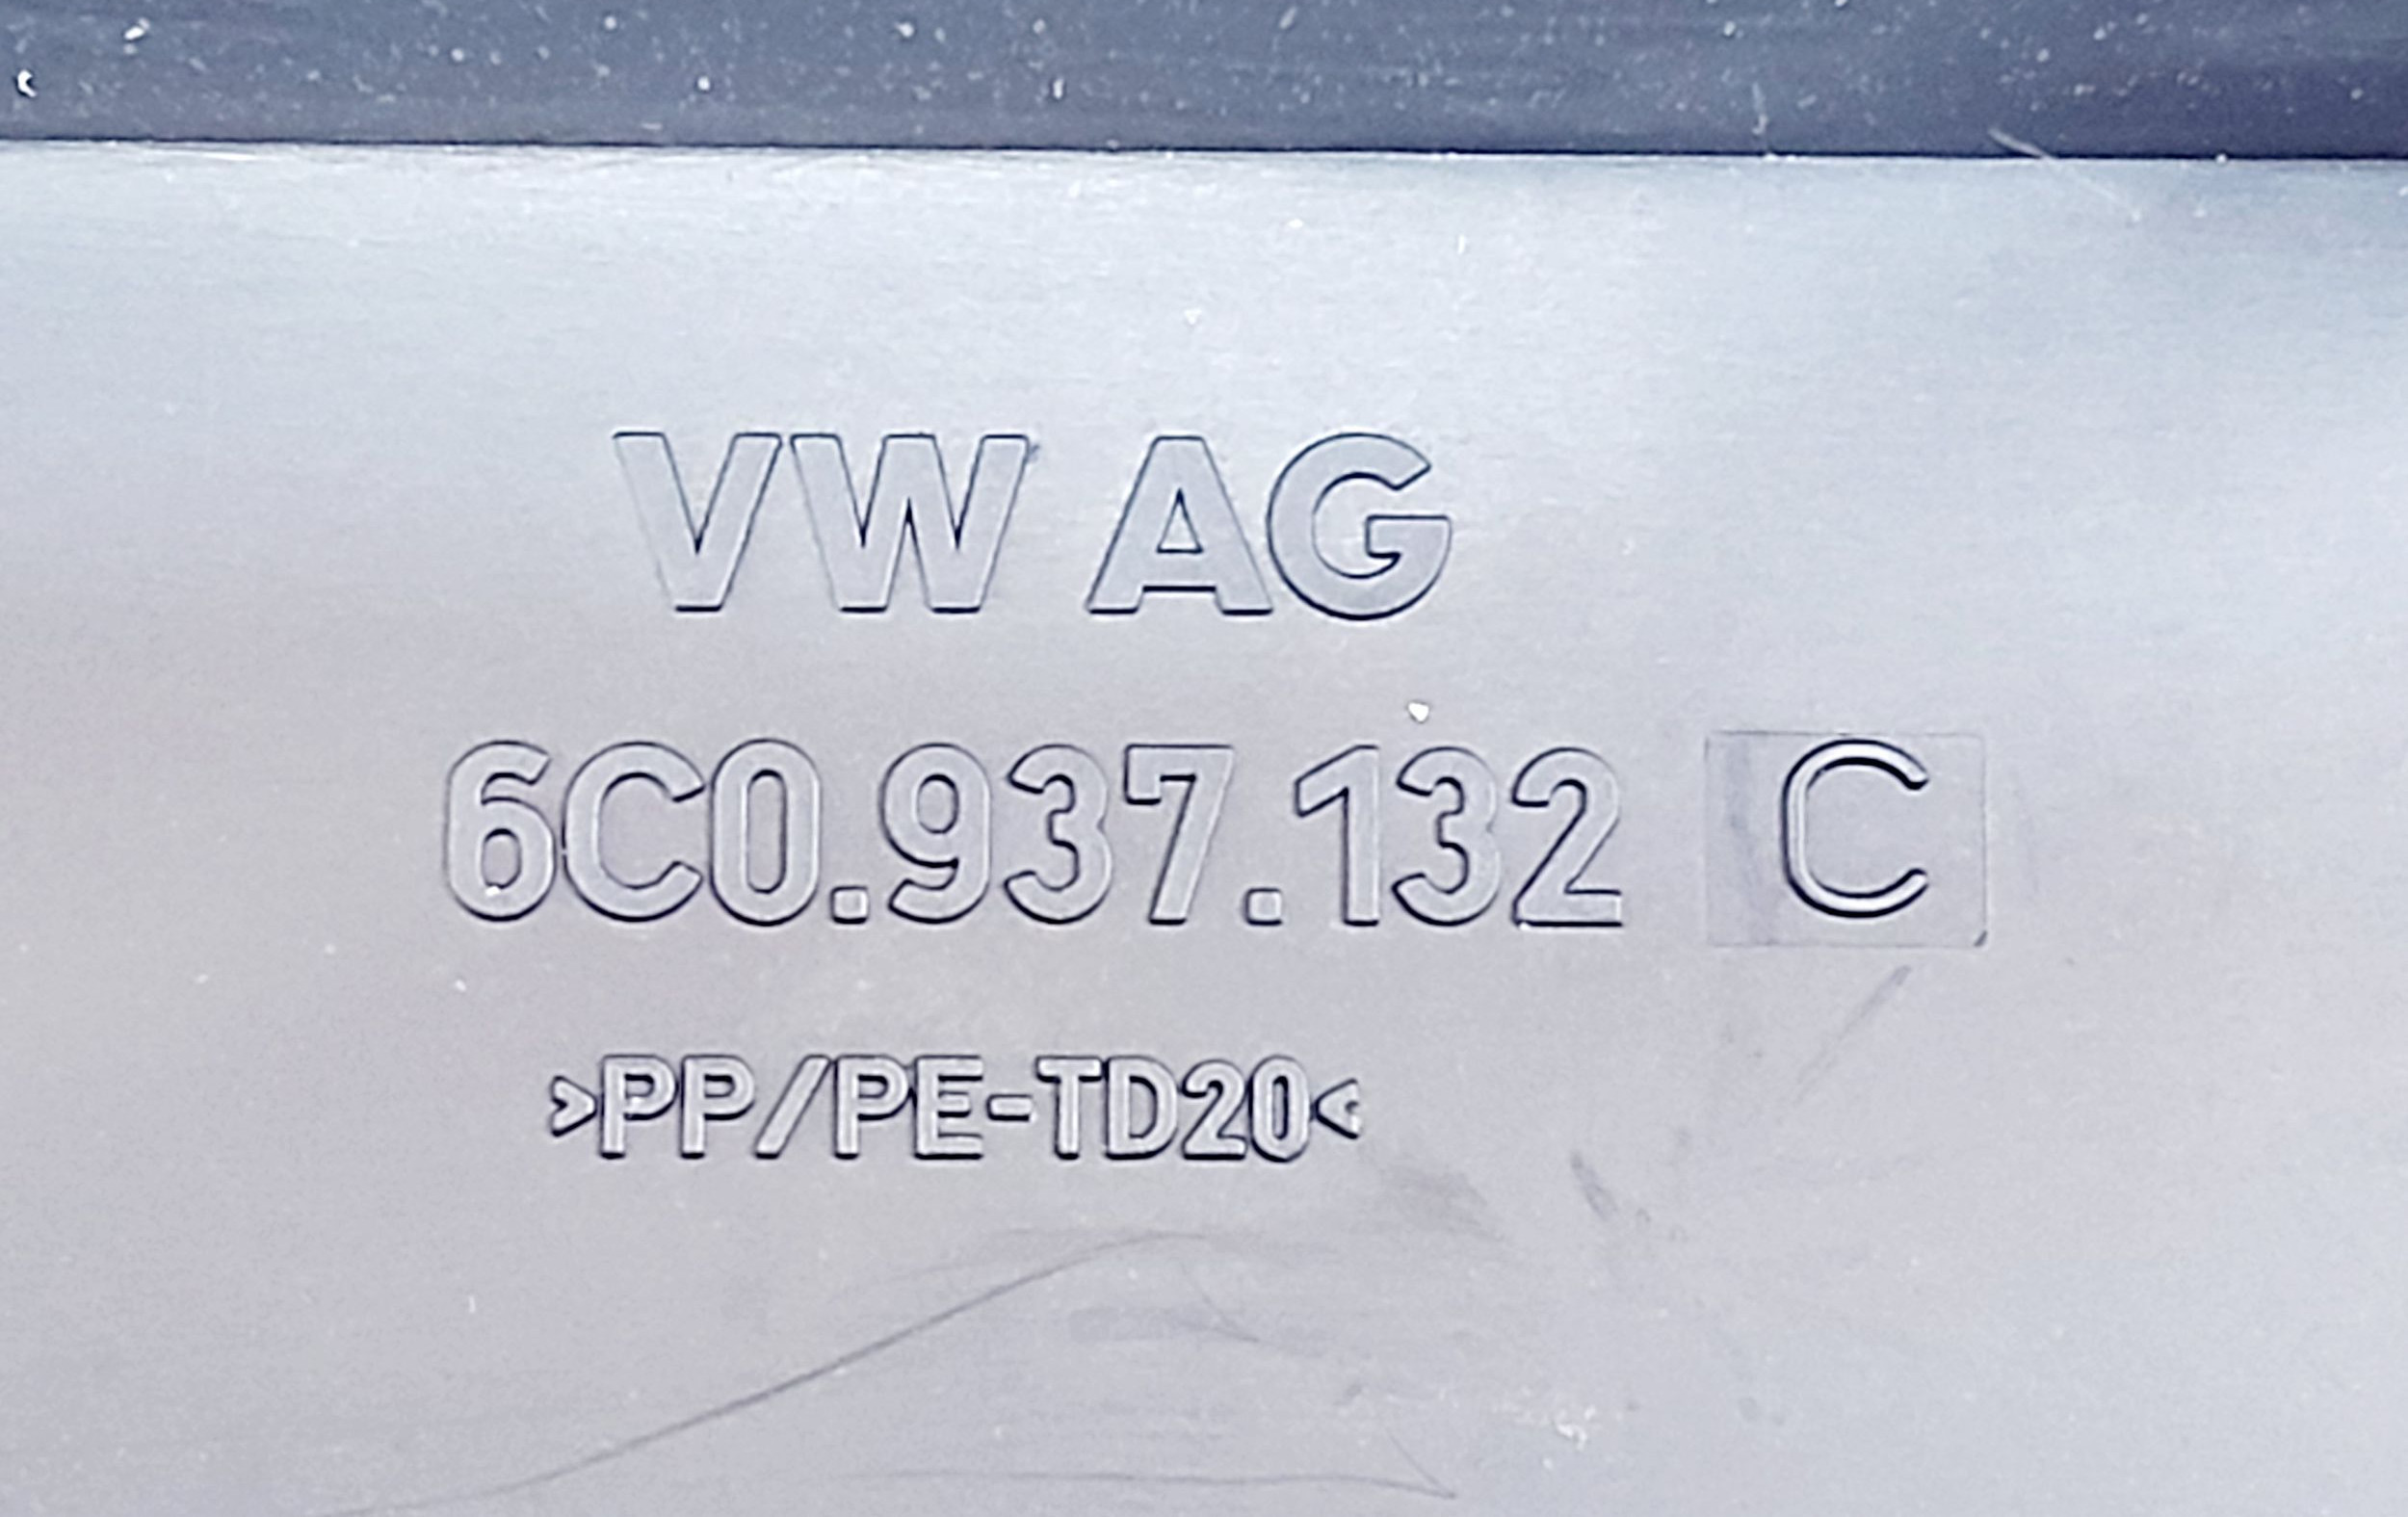 VW AG
6C0.937.132 C
>PP/PE-TD20<